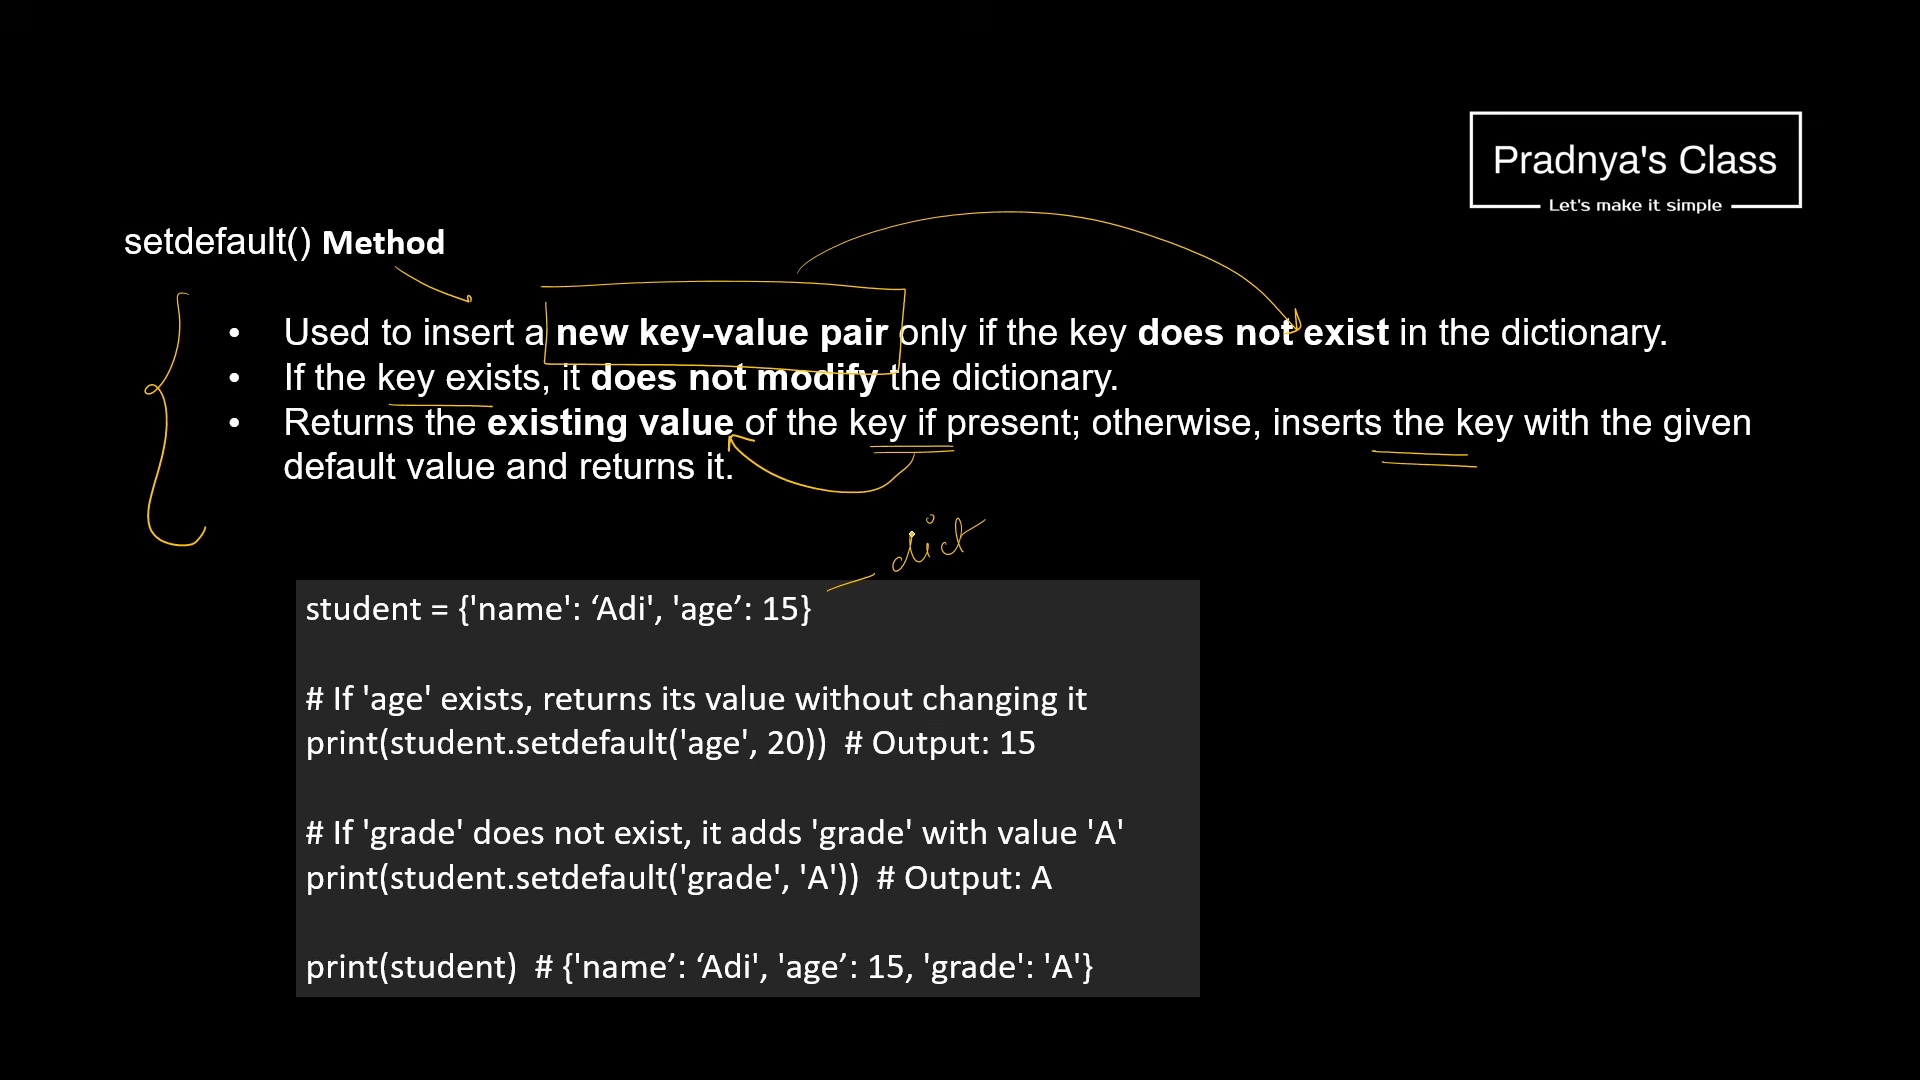 Pradnya's Class
Let's make it simple
setdefault() Method
• Used to insert a new key-value pair only if the key does not exist in the dictionary.
• If the key exists, it does not modify the dictionary.
• Returns the existing value of the key if present; otherwise, inserts the key with the given
default value and returns it.
dict
student = {'name': ‘Adi', 'age’: 15}
# If 'age' exists, returns its value without changing it
print(student.setdefault('age', 20))  # Output: 15
# If 'grade' does not exist, it adds 'grade' with value 'A'
print(student.setdefault('grade', 'A'))  # Output: A
print(student)  # {'name’: ‘Adi', 'age’: 15, 'grade': 'A'}